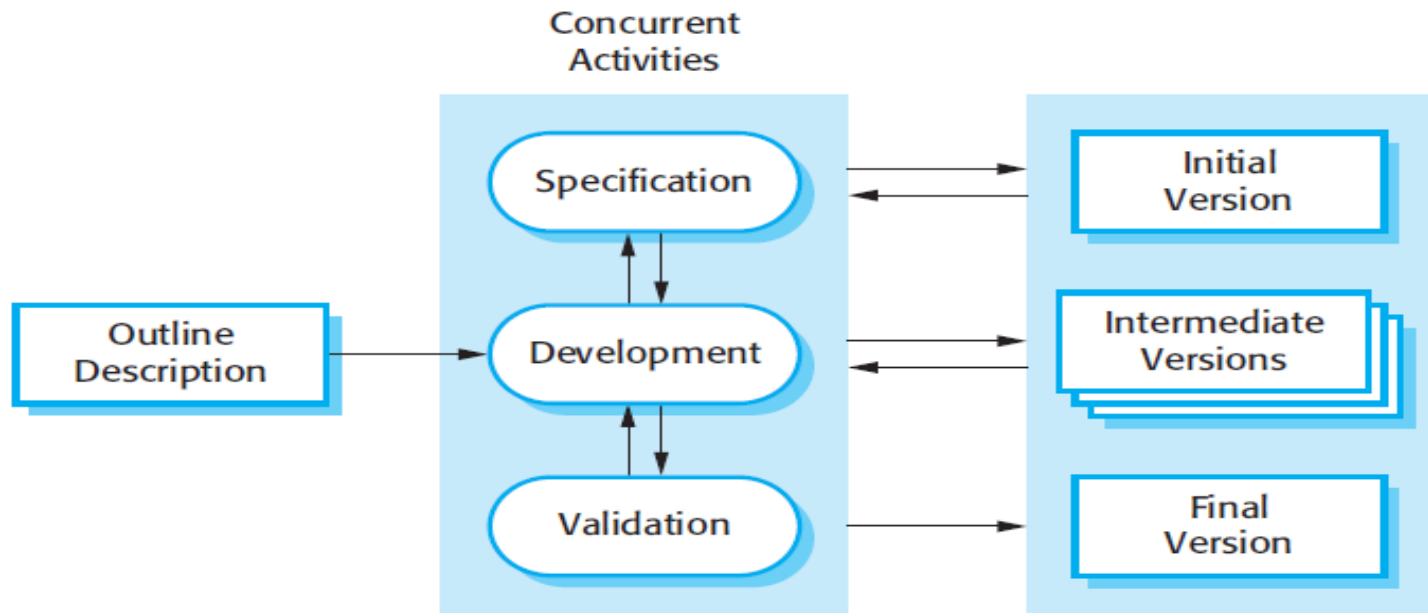 Concurrent
Activities
Specification
Initial
Version
Outline
Description
Development
Intermediate
Versions
Validation
Final
Version